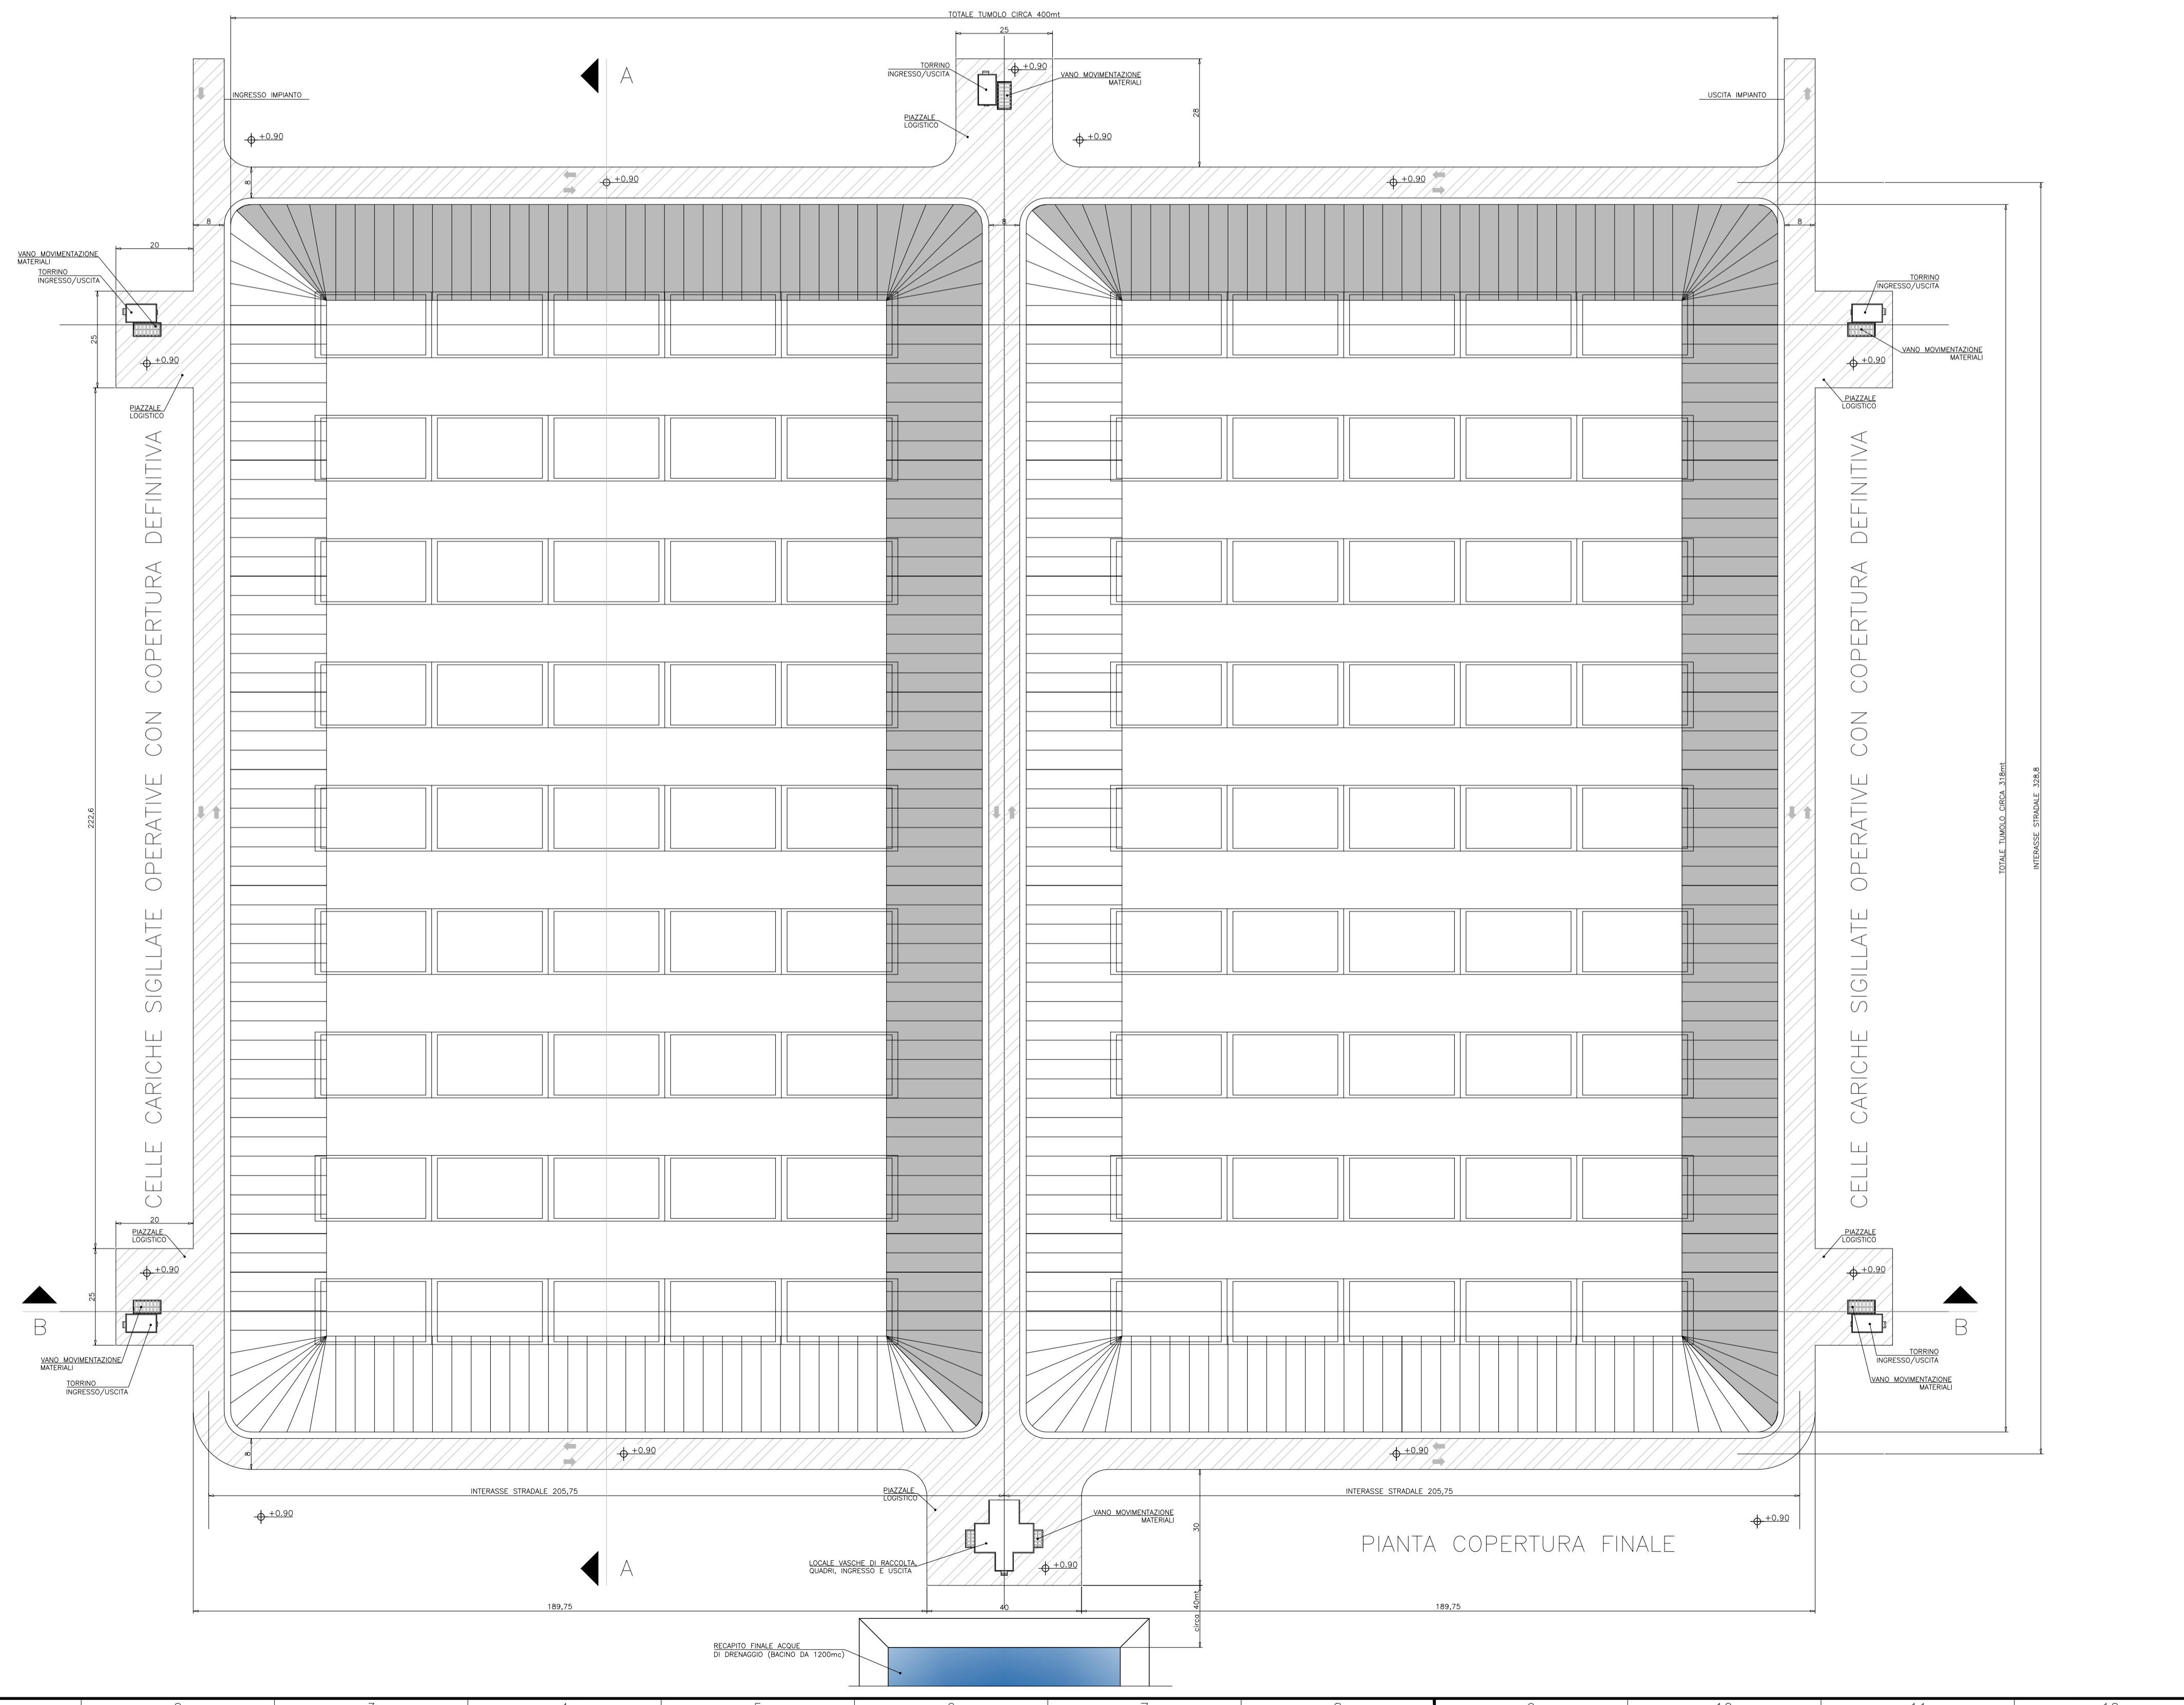 TOTALE TUMOLO CIRCA 400mt
25
A
TORRINO
INGRESSO/USCITA
+0.90
VANO MOVIMENTAZIONE
MATERIALI
INGRESSO IMPIANTO
USCITA IMPIANTO
PIAZZALE
LOGISTICO
28
+0.90
+0.90
8
+0.90
+0.90
8
8
8
20
VANO MOVIMENTAZIONE
MATERIALI
TORRINO
INGRESSO/USCITA
TORRINO
INGRESSO/USCITA
25
+0.90
VANO MOVIMENTAZIONE
MATERIALI
+0.90
PIAZZALE
LOGISTICO
PIAZZALE
LOGISTICO
CELLE CARICHE SIGILLATE OPERATIVE CON COPERTURA DEFINITIVA
CELLE CARICHE SIGILLATE OPERATIVE CON COPERTURA DEFINITIVA
222,6
TOTALE TUMOLO CIRCA 318mt
INTERASSE STRADALE 328,8
20
PIAZZALE
LOGISTICO
PIAZZALE
LOGISTICO
+0.90
+0.90
25
B
B
VANO MOVIMENTAZIONE
MATERIALI
TORRINO
INGRESSO/USCITA
TORRINO
INGRESSO/USCITA
VANO MOVIMENTAZIONE
MATERIALI
8
+0.90
+0.90
INTERASSE STRADALE 205,75
INTERASSE STRADALE 205,75
PIAZZALE
LOGISTICO
+0.90
+0.90
VANO MOVIMENTAZIONE
MATERIALI
30
PIANTA COPERTURA FINALE
A
LOCALE VASCHE DI RACCOLTA,
QUADRI, INGRESSO E USCITA
+0.90
189,75
40
189,75
circa 40mt
RECAPITO FINALE ACQUE
DI DRENAGGIO (BACINO DA 1200mc)